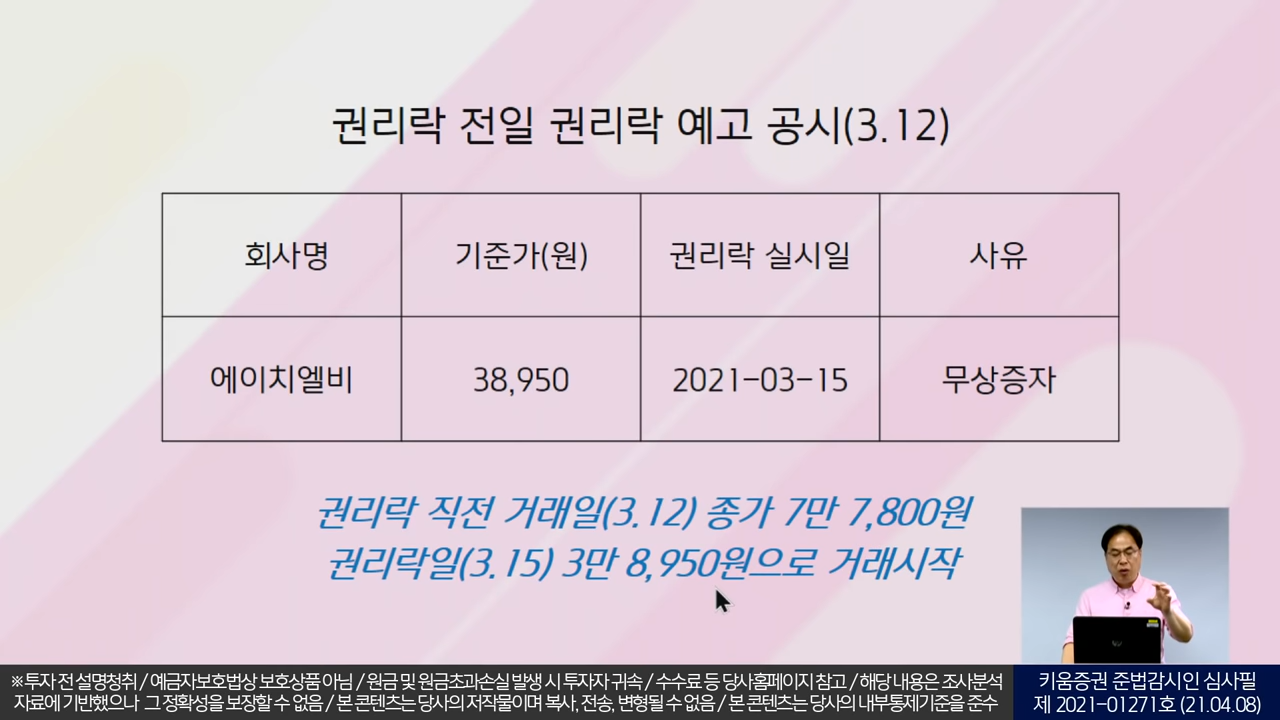 권리락 전일 권리락 예고 공시(3.12)
회사명 기준가(원) 권리락 실시일 사유
에이치엘비 38,950 2021-03-15 무상증자
권리락 직전 거래일(3.12) 종가 7만 7,800원
권리락일(3.15) 3만 8,950원으로 거래시작
※투자 전 설명청취 / 예금자보호법상 보호상품 아님 / 원금 및 원금초과손실 발생 시 투자자 귀속 / 수수료 등 당사홈페이지 참고 / 해당 내용은 조사분석
자료에 기반했으나 그 정확성을 보장할 수 없음 / 본 콘텐츠는 당사의 저작물이며 복사, 전송, 변형될 수 없음 / 본 콘텐츠는 당사의 내부통제기준을 준수
키움증권 준법감시인 심사필
제 2021-01271호 (21.04.08)